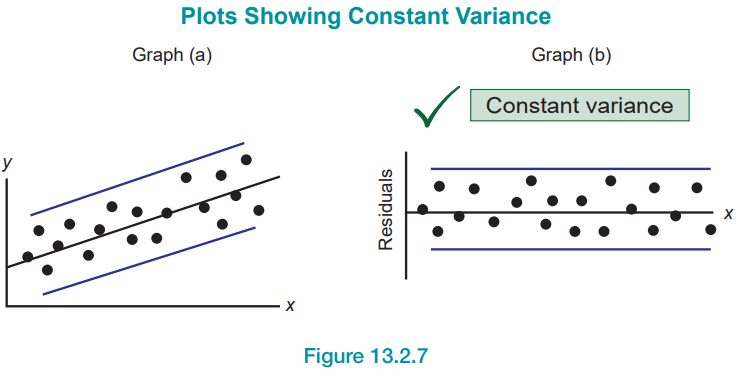 Plots Showing Constant Variance
Graph (a)
Graph (b)
Constant variance
y
x
Residuals
x
Figure 13.2.7